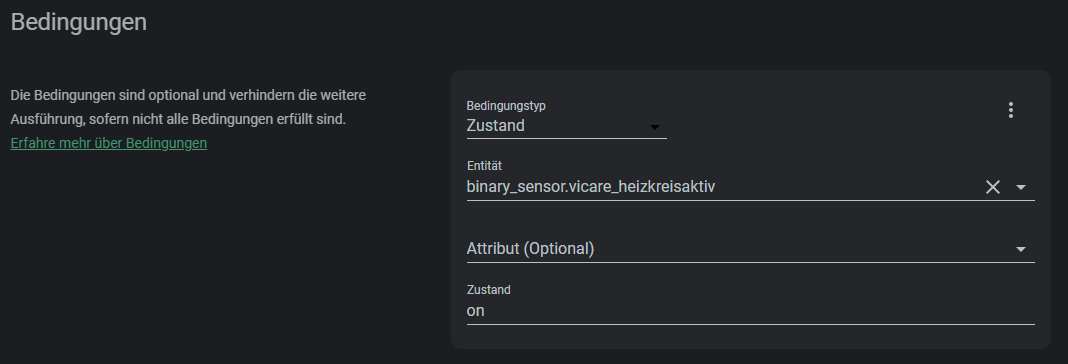 Bedingungen
Die Bedingungen sind optional und verhindern die weitere
Ausführung, sofern nicht alle Bedingungen erfüllt sind.
Erfahre mehr über Bedingungen
Bedingungstyp
Zustand
Entität
binary_sensor.vicare_heizkreisaktiv
Attribut (Optional)
Zustand
on